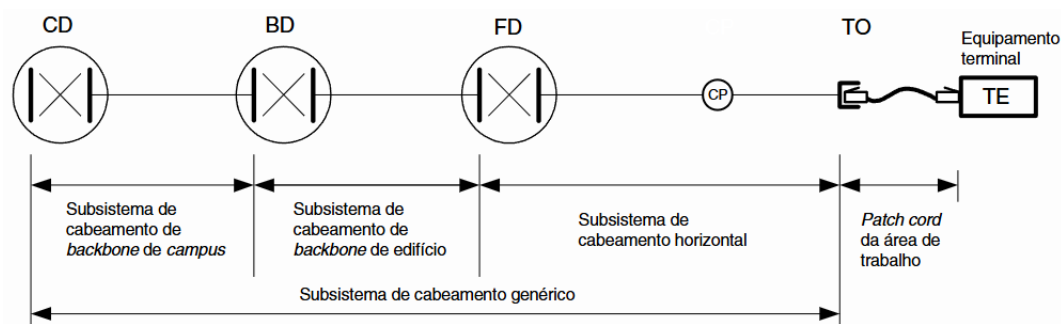 CD
BD
FD
TO
Equipamento
terminal
CP
TE
Subsistema de
cabeamento de
backbone de campus
Subsistema de
cabeamento de
backbone de edifício
Subsistema de
cabeamento horizontal
Patch cord
da área de
trabalho
Subsistema de cabeamento genérico